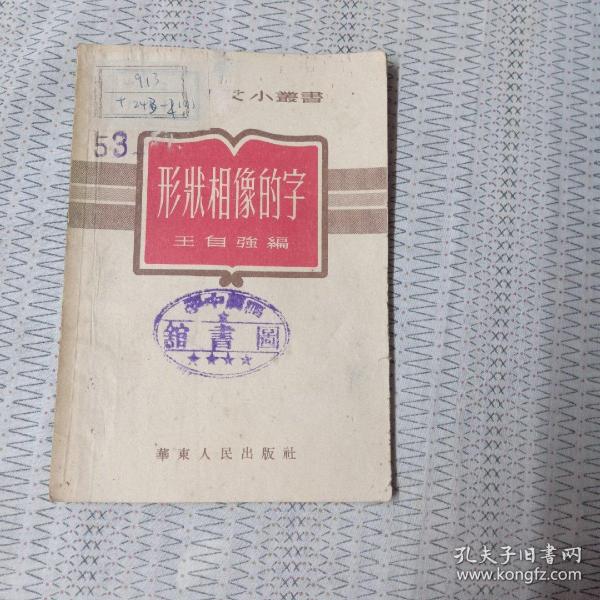 913
小叢書
53
形狀相像的字
王自強編
圖書館
華東人民出版社
孔夫子旧书网
www.kongfz.com